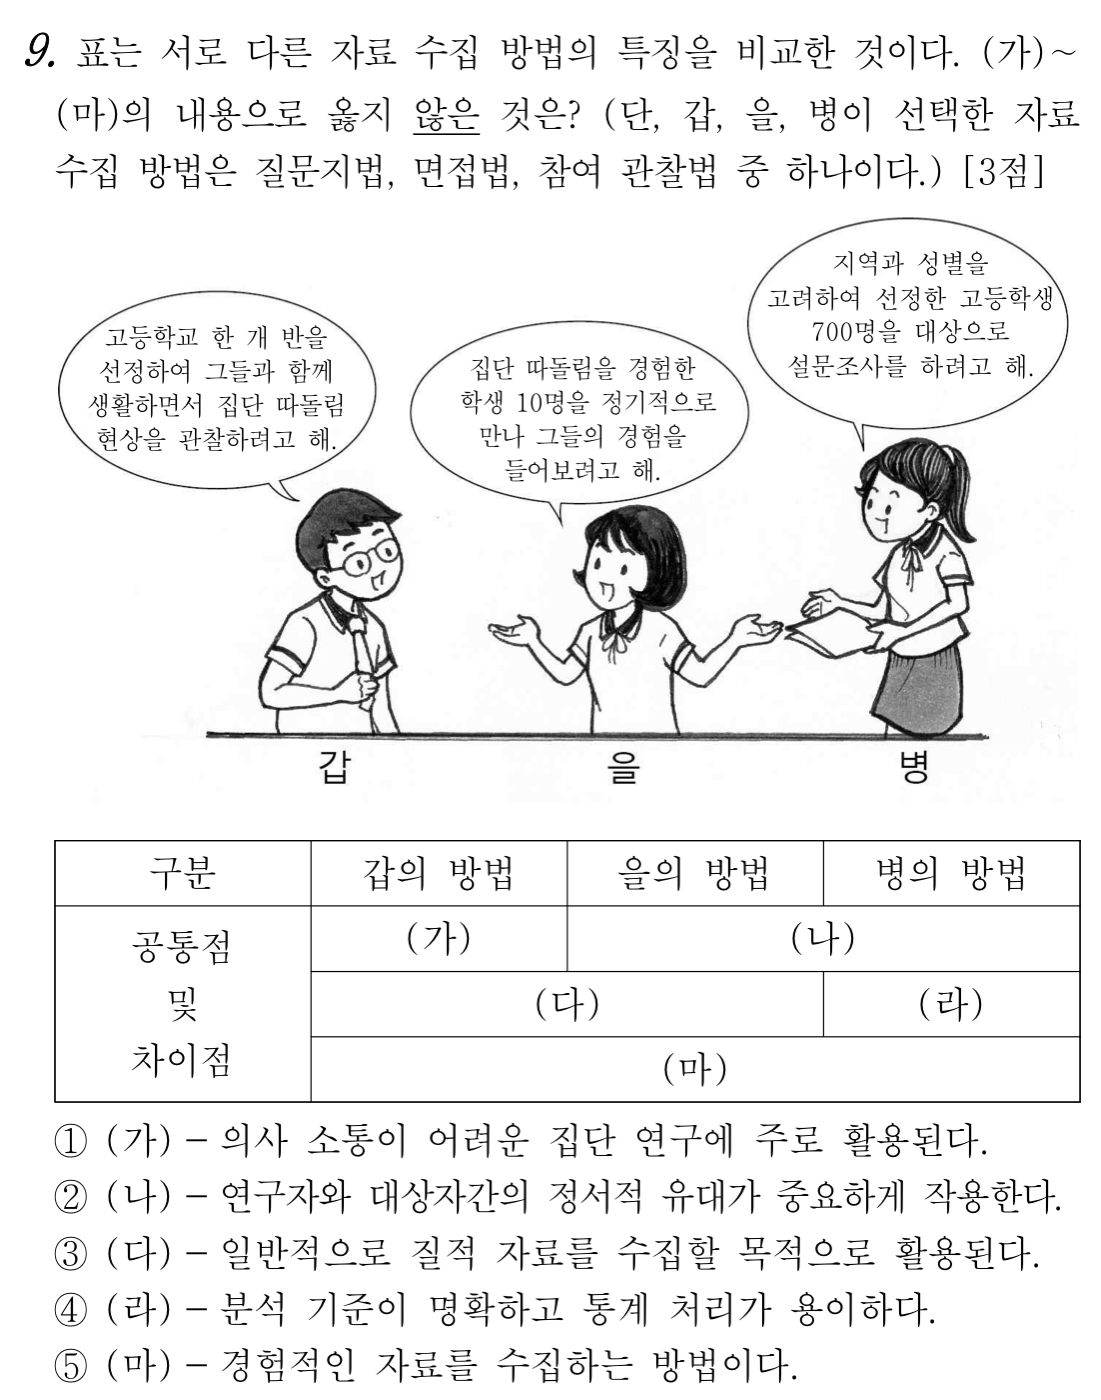 9. 표는 서로 다른 자료 수집 방법의 특징을 비교한 것이다. (가)~
(마)의 내용으로 옳지 않은 것은? (단, 갑, 을, 병이 선택한 자료
수집 방법은 질문지법, 면접법, 참여 관찰법 중 하나이다.) [3점]
고등학교 한 개 반을
선정하여 그들과 함께
생활하면서 집단 따돌림
현상을 관찰하려고 해.
집단 따돌림을 경험한
학생 10명을 정기적으로
만나 그들의 경험을
들어보려고 해.
지역과 성별을
고려하여 선정한 고등학생
700명을 대상으로
설문조사를 하려고 해.
갑 을 병
구분 갑의 방법 을의 방법 병의 방법
공통점 및 차이점 (가) (나)
(다) (라)
(마)
① (가) - 의사 소통이 어려운 집단 연구에 주로 활용된다.
② (나) - 연구자와 대상자간의 정서적 유대가 중요하게 작용한다.
③ (다) - 일반적으로 질적 자료를 수집할 목적으로 활용된다.
④ (라) - 분석 기준이 명확하고 통계 처리가 용이하다.
⑤ (마) - 경험적인 자료를 수집하는 방법이다.